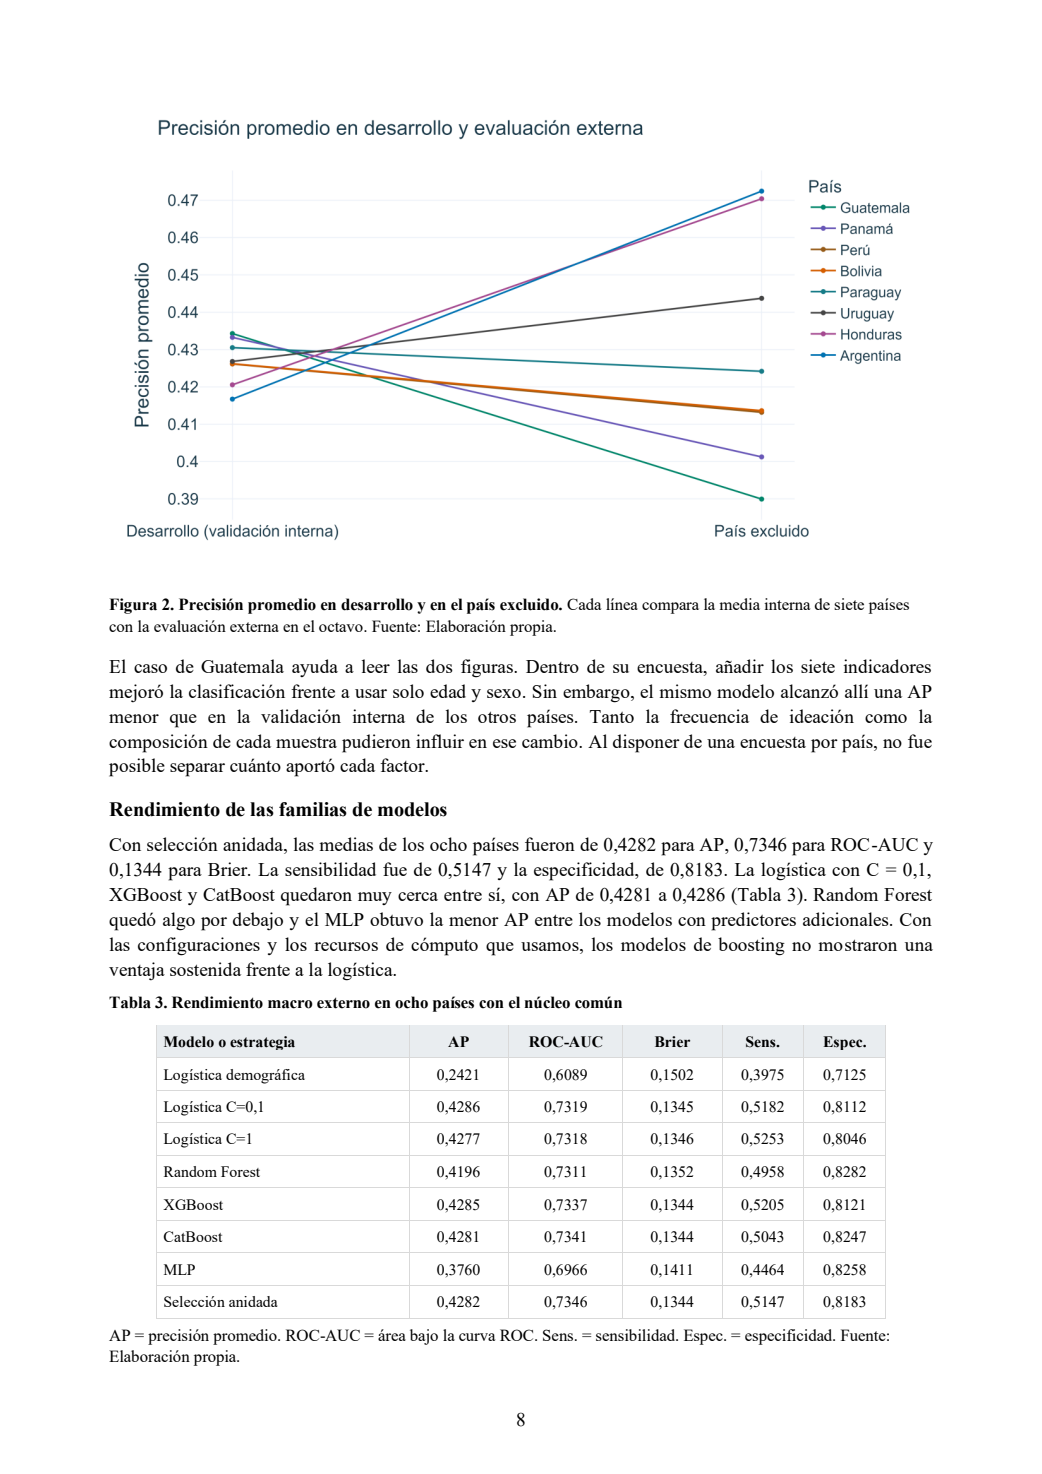 Precisión promedio en desarrollo y evaluación externa
Precisión promedio
0.47
0.46
0.45
0.44
0.43
0.42
0.41
0.4
0.39
Desarrollo (validación interna)
País excluido
País
Guatemala
Panamá
Perú
Bolivia
Paraguay
Uruguay
Honduras
Argentina
Figura 2. Precisión promedio en desarrollo y en el país excluido. Cada línea compara la media interna de siete países
con la evaluación externa en el octavo. Fuente: Elaboración propia.
El caso de Guatemala ayuda a leer las dos figuras. Dentro de su encuesta, añadir los siete indicadores
mejoró la clasificación frente a usar solo edad y sexo. Sin embargo, el mismo modelo alcanzó allí una AP
menor que en la validación interna de los otros países. Tanto la frecuencia de ideación como la
composición de cada muestra pudieron influir en ese cambio. Al disponer de una encuesta por país, no fue
posible separar cuánto aportó cada factor.
Rendimiento de las familias de modelos
Con selección anidada, las medias de los ocho países fueron de 0,4282 para AP, 0,7346 para ROC-AUC y
0,1344 para Brier. La sensibilidad fue de 0,5147 y la especificidad, de 0,8183. La logística con C = 0,1,
XGBoost y CatBoost quedaron muy cerca entre sí, con AP de 0,4281 a 0,4286 (Tabla 3). Random Forest
quedó algo por debajo y el MLP obtuvo la menor AP entre los modelos con predictores adicionales. Con
las configuraciones y los recursos de cómputo que usamos, los modelos de boosting no mostraron una
ventaja sostenida frente a la logística.
Tabla 3. Rendimiento macro externo en ocho países con el núcleo común
Modelo o estrategia AP ROC-AUC Brier Sens. Espec.
Logística demográfica 0,2421 0,6089 0,1502 0,3975 0,7125
Logística C=0,1 0,4286 0,7319 0,1345 0,5182 0,8112
Logística C=1 0,4277 0,7318 0,1346 0,5253 0,8046
Random Forest 0,4196 0,7311 0,1352 0,4958 0,8282
XGBoost 0,4285 0,7337 0,1344 0,5205 0,8121
CatBoost 0,4281 0,7341 0,1344 0,5043 0,8247
MLP 0,3760 0,6966 0,1411 0,4464 0,8258
Selección anidada 0,4282 0,7346 0,1344 0,5147 0,8183
AP = precisión promedio. ROC-AUC = área bajo la curva ROC. Sens. = sensibilidad. Espec. = especificidad. Fuente:
Elaboración propia.
8